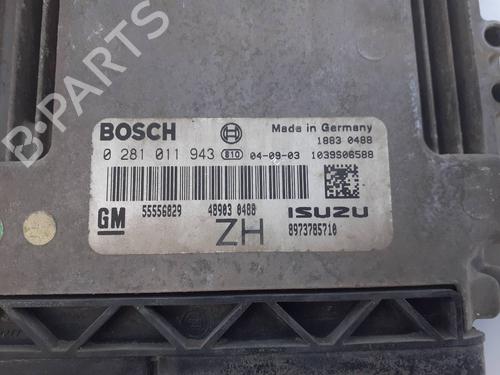 B-PARTS
BOSCH Made in Germany
1883 0488
0 281 011 943 810 04-09-03 1039S06588
GM 55556829 48903 0488 ISUZU
ZH 8973785710